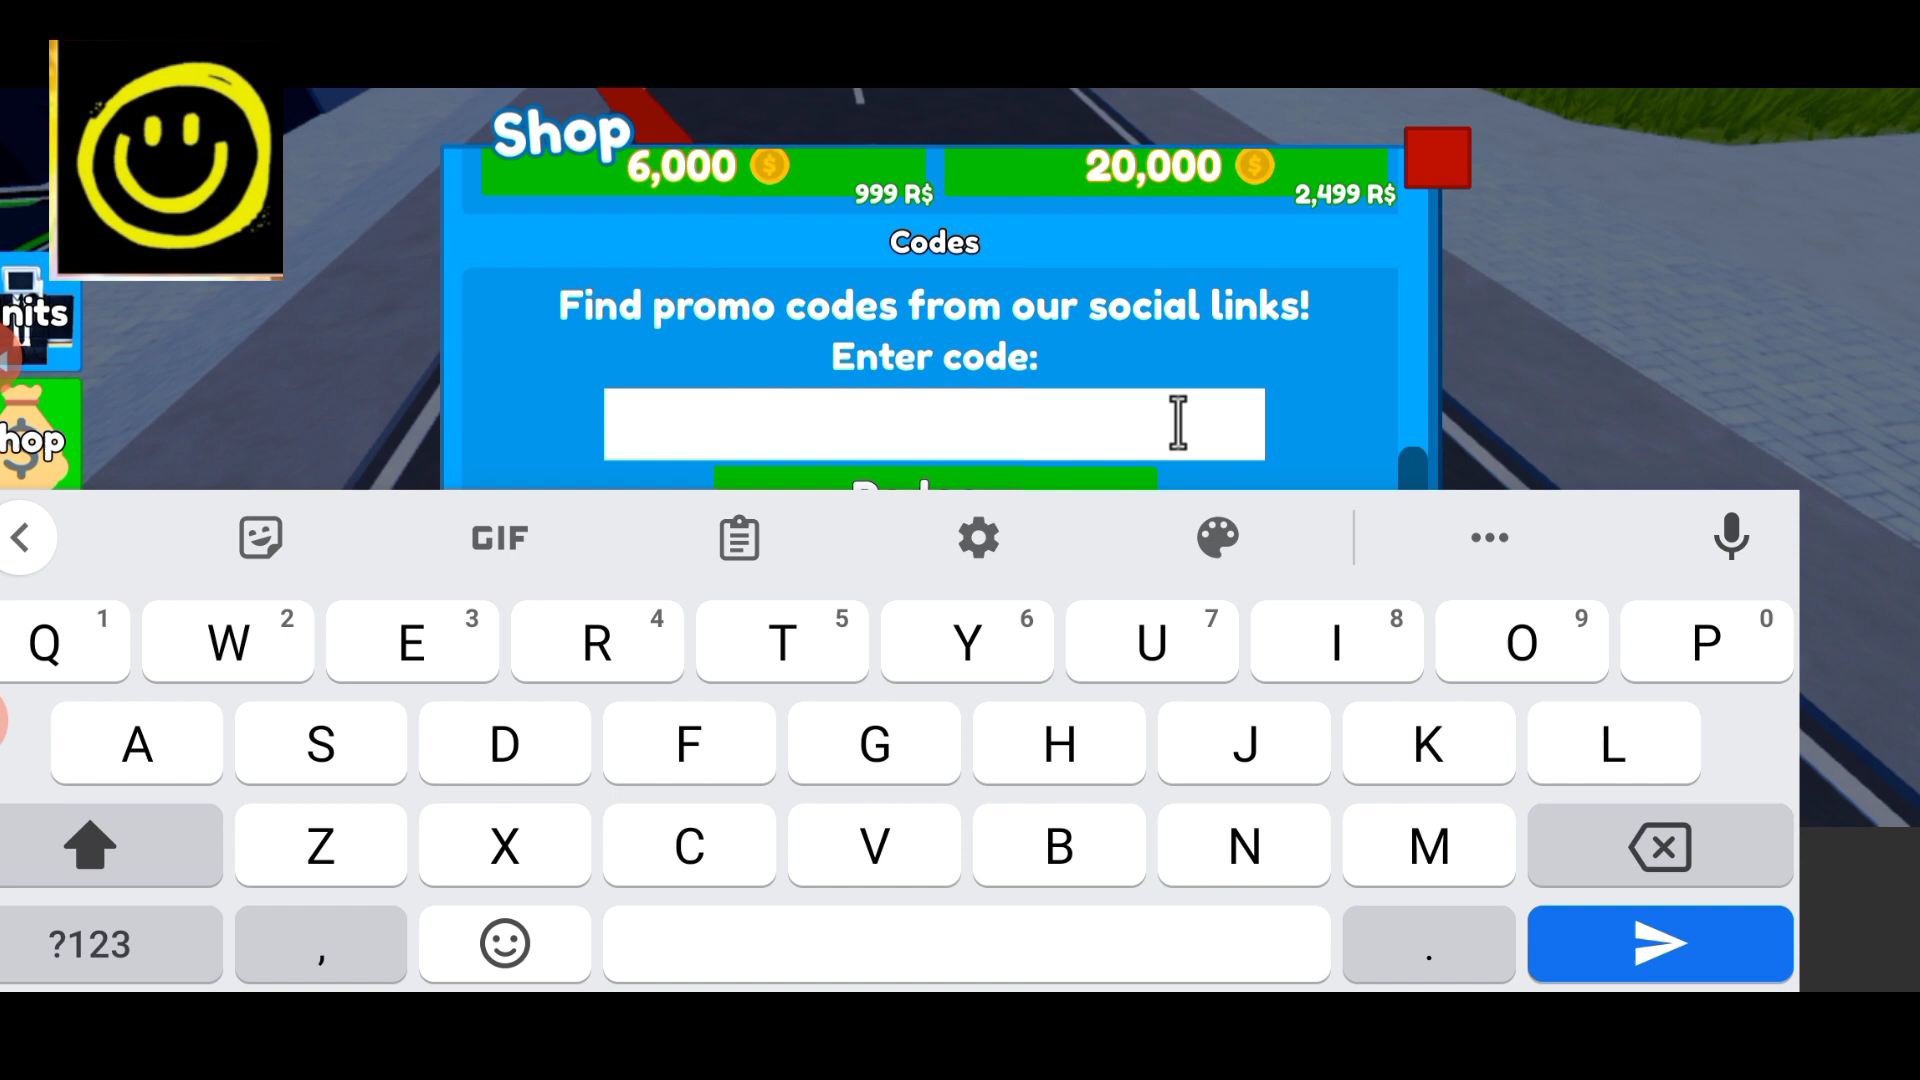 Shop
6,000 20,000
999 R$ 2,499 R$
Codes
Find promo codes from our social links!
nits
Enter code:
hop
GIF
Q 1 W 2 E 3 R 4 T 5 Y 6 U 7 I 8 O 9 P 0
A S D F G H J K L
Z X C V B N M
?123 , .